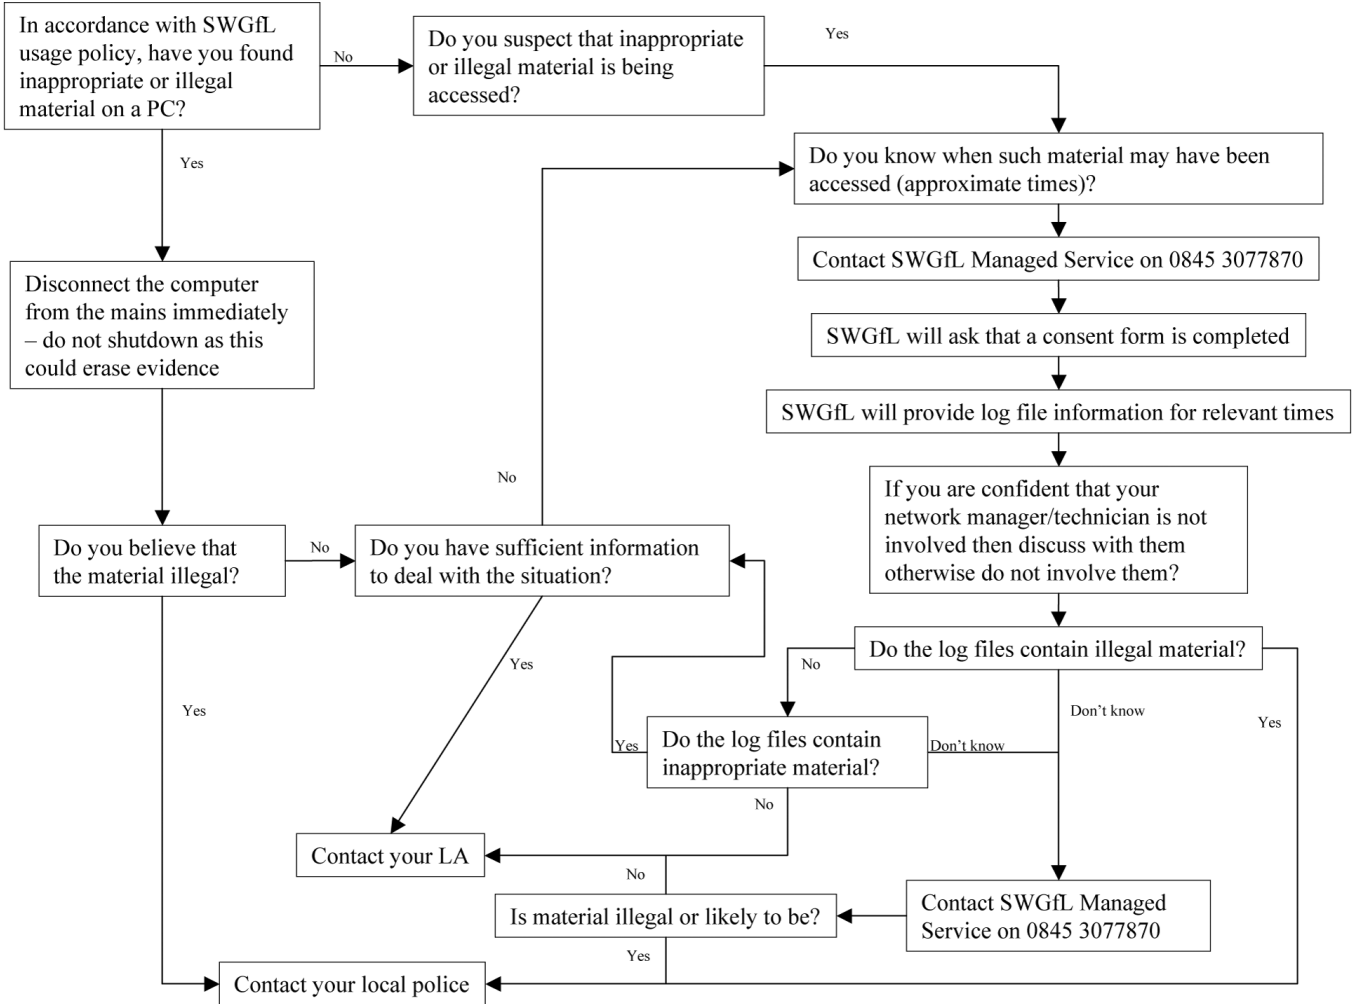 In accordance with SWGfL
usage policy, have you found
inappropriate or illegal
material on a PC?
No
Do you suspect that inappropriate
or illegal material is being
accessed?
Yes
Yes
Do you know when such material may have been
accessed (approximate times)?
Contact SWGfL Managed Service on 0845 3077870
Disconnect the computer
from the mains immediately
– do not shutdown as this
could erase evidence
SWGfL will ask that a consent form is completed
SWGfL will provide log file information for relevant times
No
If you are confident that your
network manager/technician is not
involved then discuss with them
otherwise do not involve them?
Do you believe that
the material illegal?
No
Do you have sufficient information
to deal with the situation?
Do the log files contain illegal material?
Yes
No
Yes
Don’t know
Yes
Yes
Do the log files contain
inappropriate material?
Don’t know
No
Contact your LA
No
Is material illegal or likely to be?
Contact SWGfL Managed
Service on 0845 3077870
Yes
Contact your local police